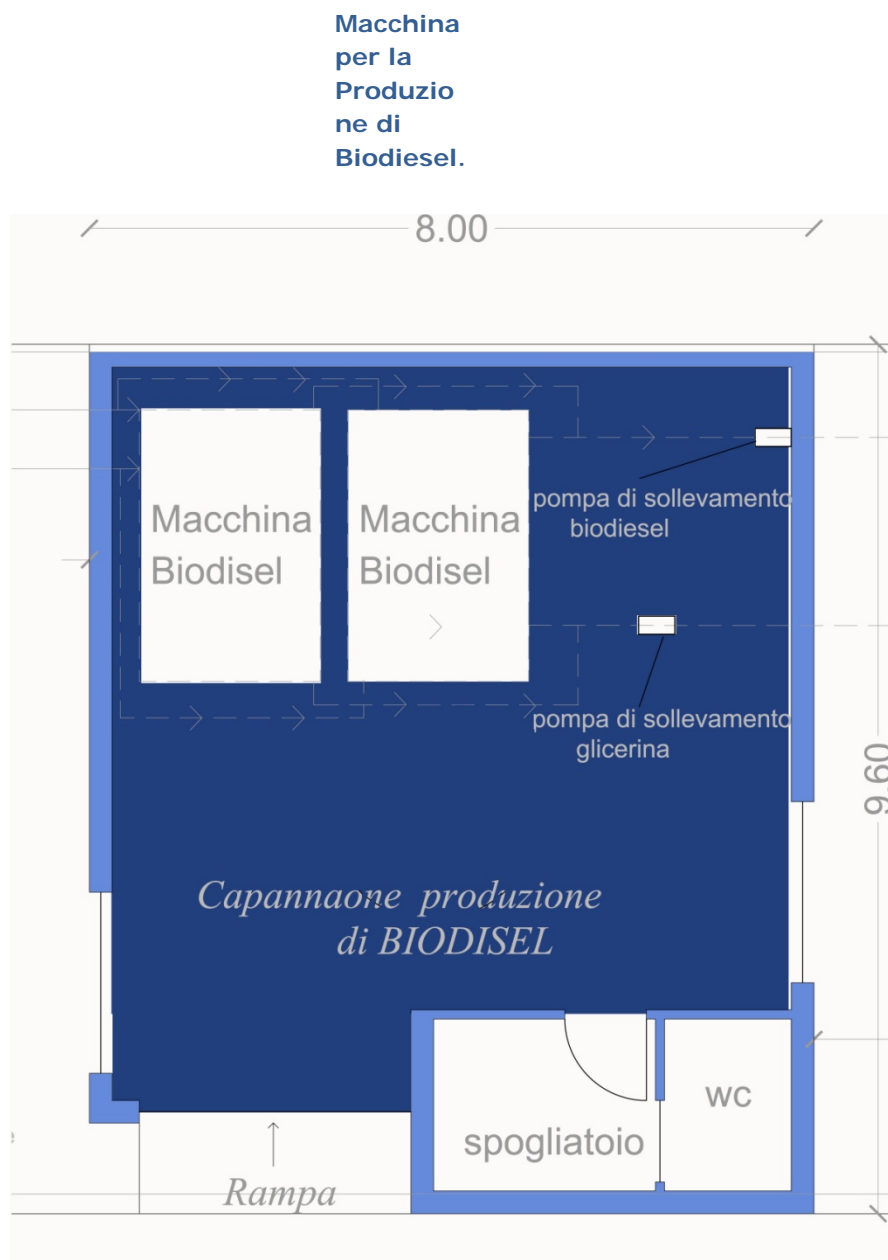 Macchina
per la
Produzio
ne di
Biodiesel.
8.00
Macchina
Biodisel
Macchina
Biodisel
pompa di sollevamento
biodiesel
pompa di sollevamento
glicerina
9.60
Capannaone produzione
di BIODISEL
wc
spogliatoio
Rampa